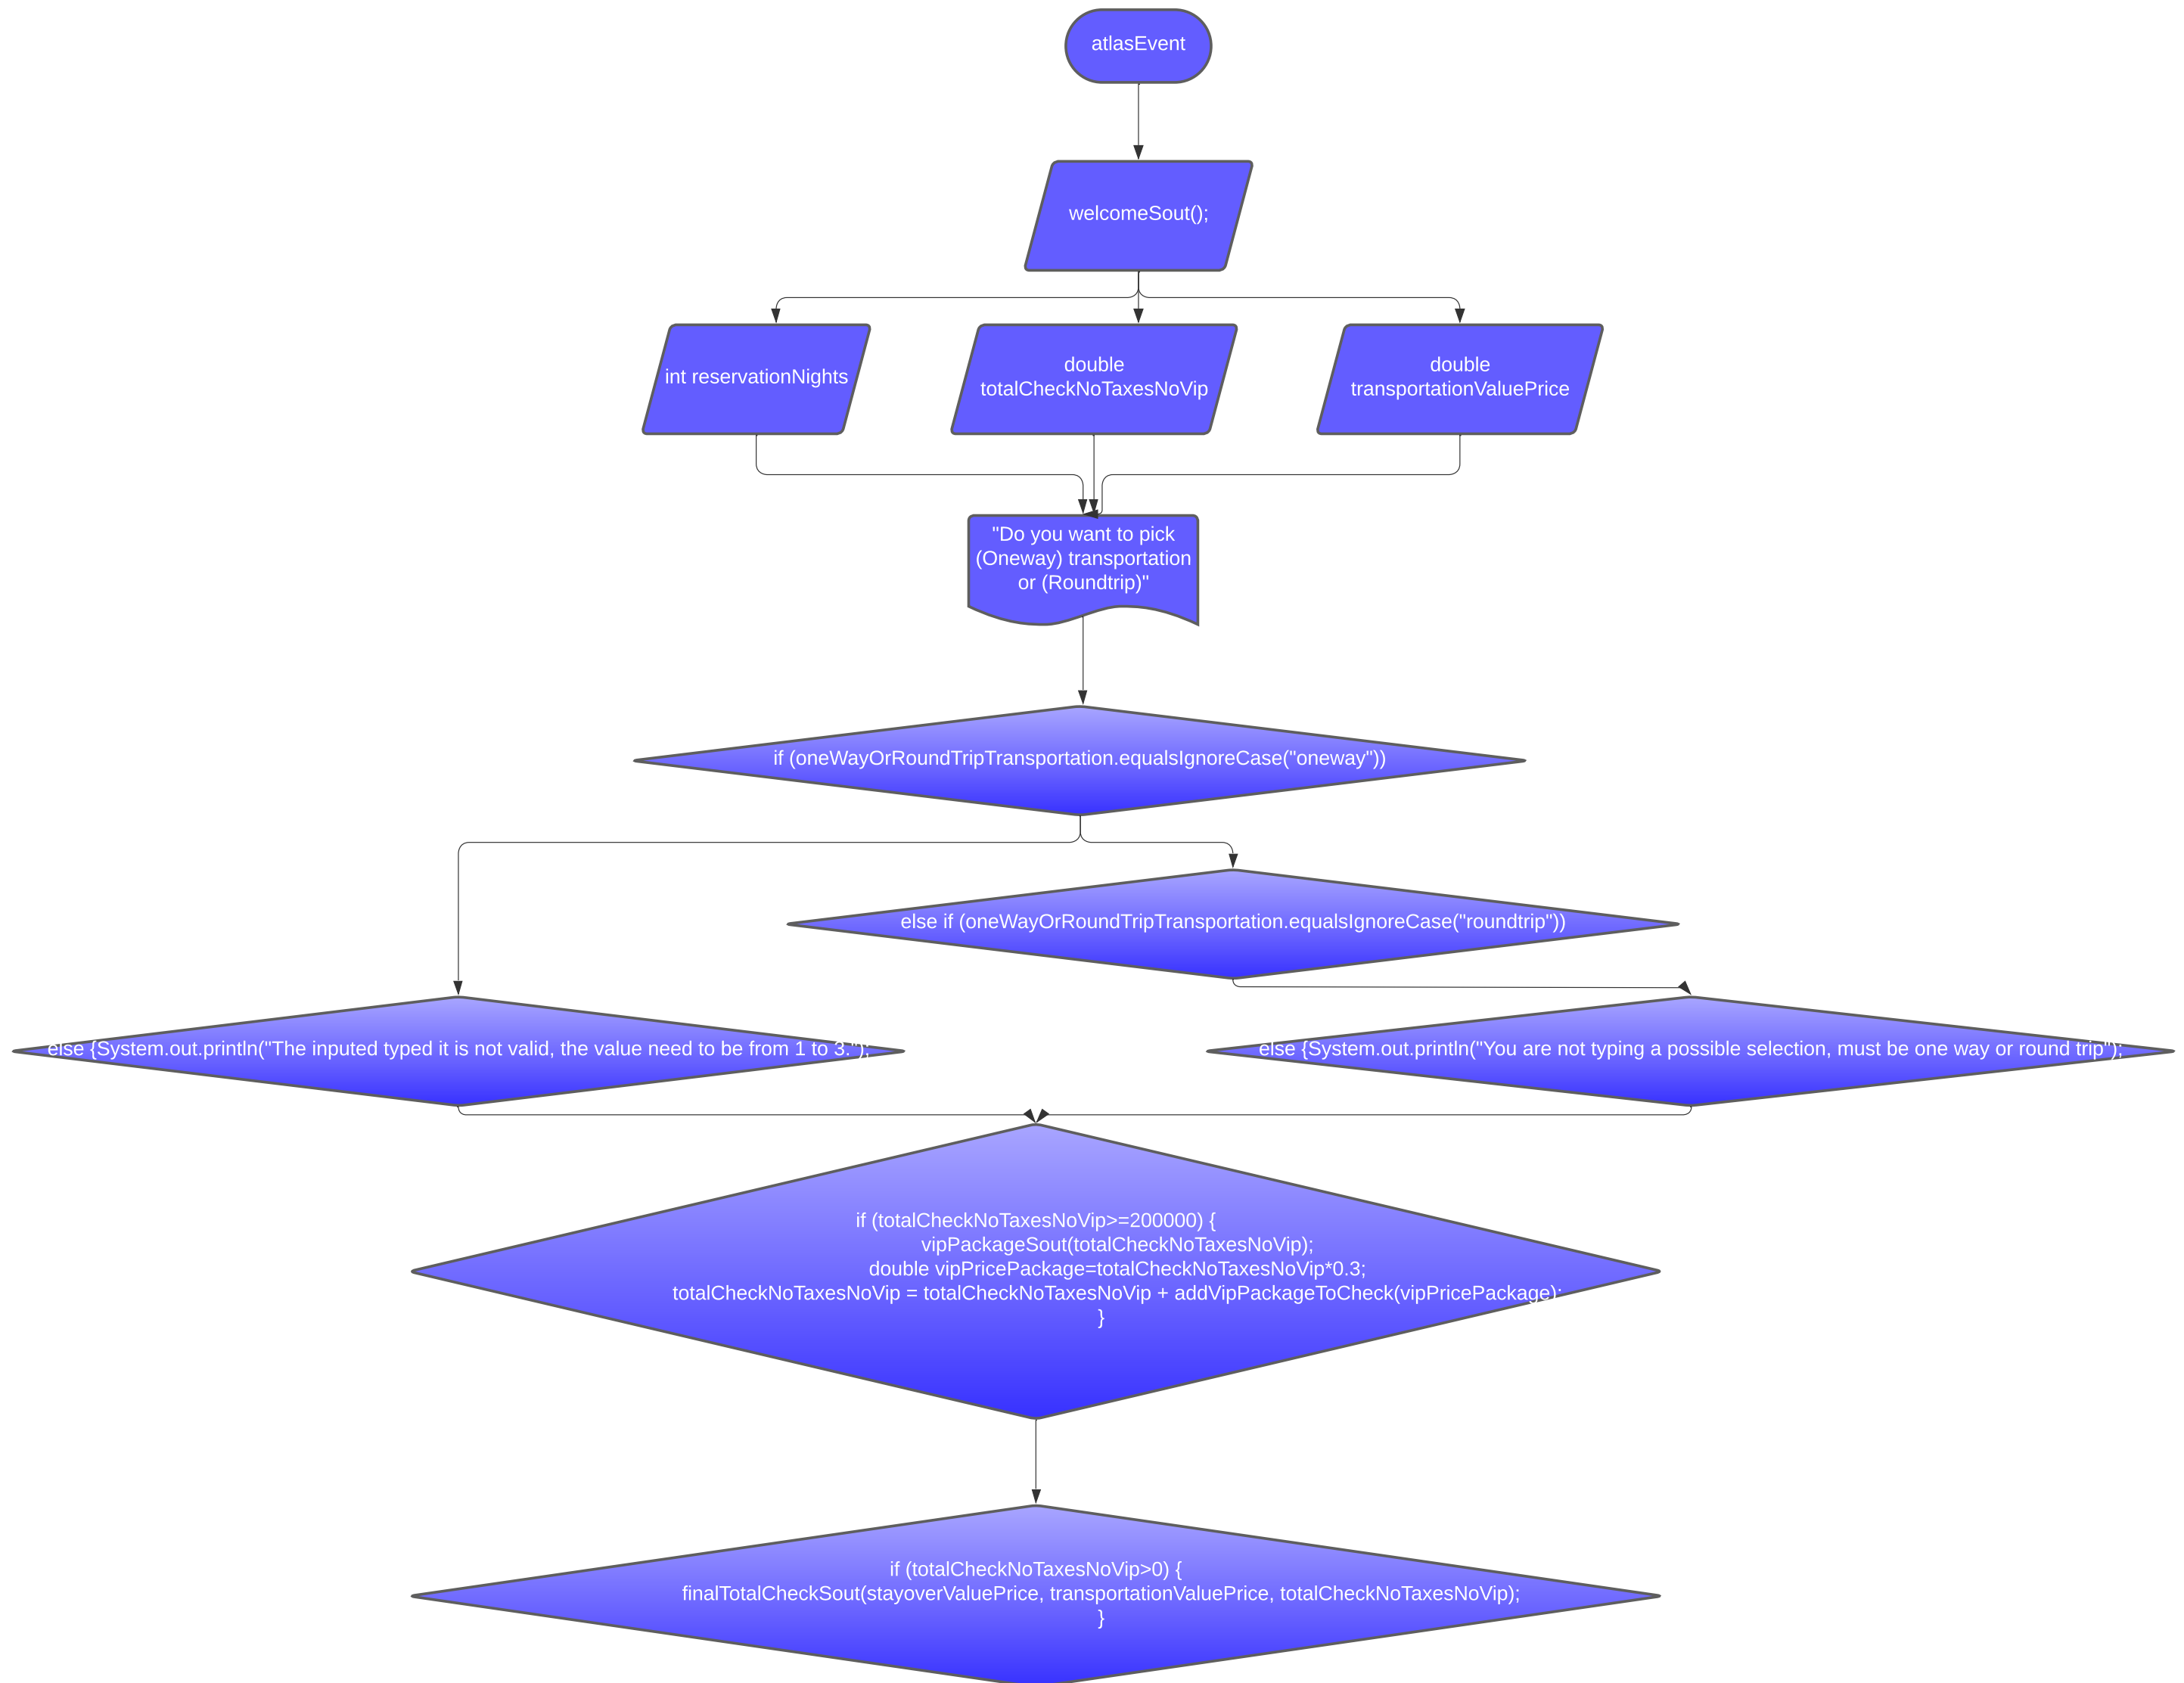 atlasEvent
welcomeSout();
int reservationNights
double
totalCheckNoTaxesNoVip
double
transportationValuePrice
"Do you want to pick
(Oneway) transportation
or (Roundtrip)"
if (oneWayOrRoundTripTransportation.equalsIgnoreCase("oneway"))
else if (oneWayOrRoundTripTransportation.equalsIgnoreCase("roundtrip"))
else {System.out.println("The inputed typed it is not valid, the value need to be from 1 to 3.");
else {System.out.println("You are not typing a possible selection, must be one way or round trip");
if (totalCheckNoTaxesNoVip>=200000) {
vipPackageSout(totalCheckNoTaxesNoVip);
double vipPricePackage=totalCheckNoTaxesNoVip*0.3;
totalCheckNoTaxesNoVip = totalCheckNoTaxesNoVip + addVipPackageToCheck(vipPricePackage);
}
if (totalCheckNoTaxesNoVip>0) {
finalTotalCheckSout(stayoverValuePrice, transportationValuePrice, totalCheckNoTaxesNoVip);
}